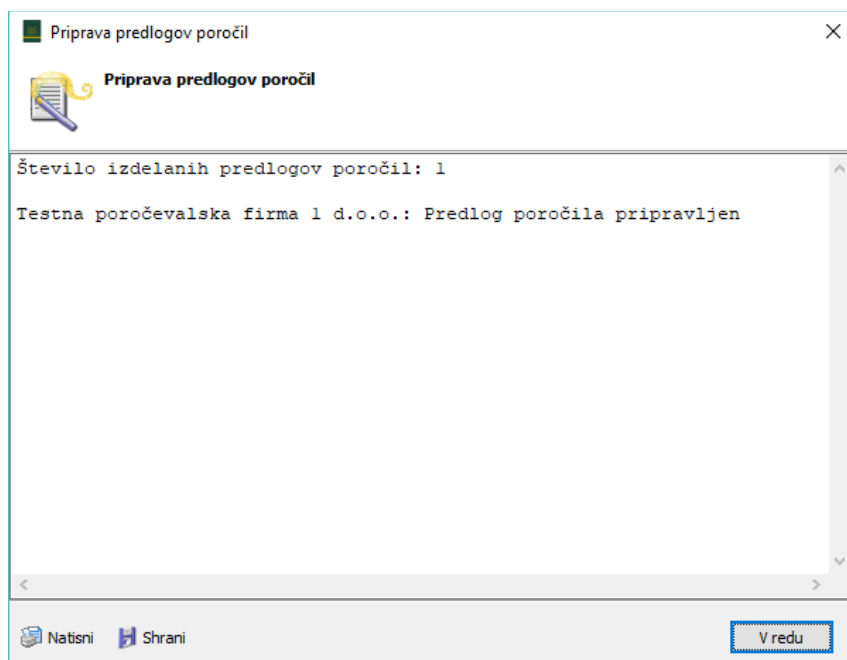 Priprava predlogov poročil
Priprava predlogov poročil
Število izdelanih predlogov poročil: 1
Testna poročevalska firma 1 d.o.o.: Predlog poročila pripravljen
Natisni
Shrani
V redu